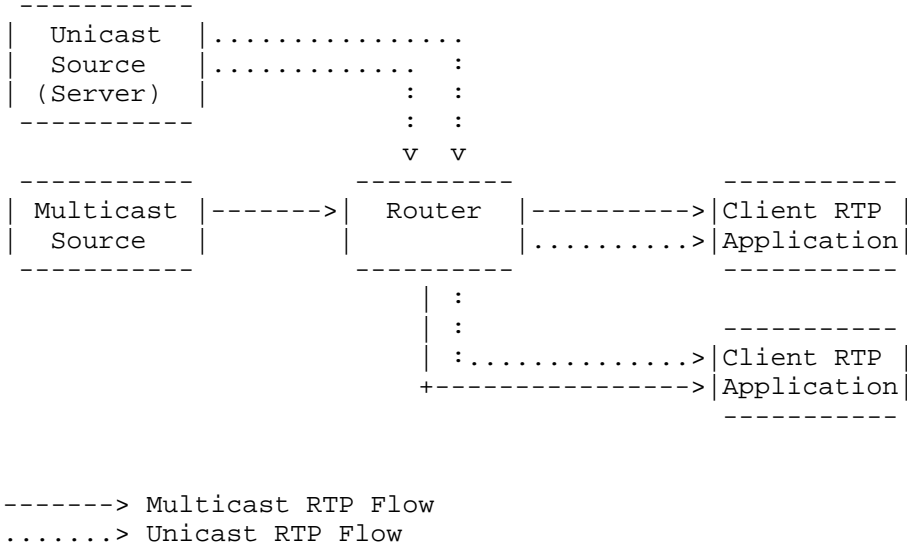 Unicast
Source
(Server)
Multicast Router Client RTP
Source Application
Client RTP
Application
-------> Multicast RTP Flow
.......> Unicast RTP Flow